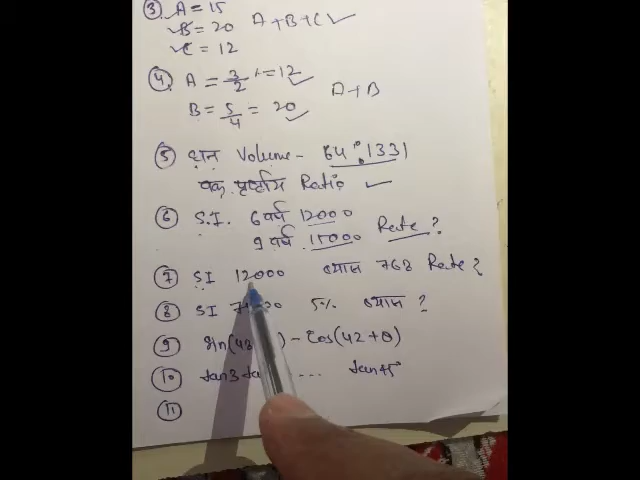 ③ A = 15
B = 20 A+B+C ✓
C = 12
④ A = 3/2 = 12 ✓
B = 5/4 = 20 ✓ A+B
⑤ घन Volume - 64 : 1331
वक्र पृष्ठीय Ratio ✓
⑥ S.I. 6 वर्ष 12000
9 वर्ष 15000 Rate ?
⑦ SI 12000 ब्याज 768 Rate ?
⑧ SI 5% ब्याज ?
⑨ ) - Cos(42+θ)
⑩ ... tan45°
⑪